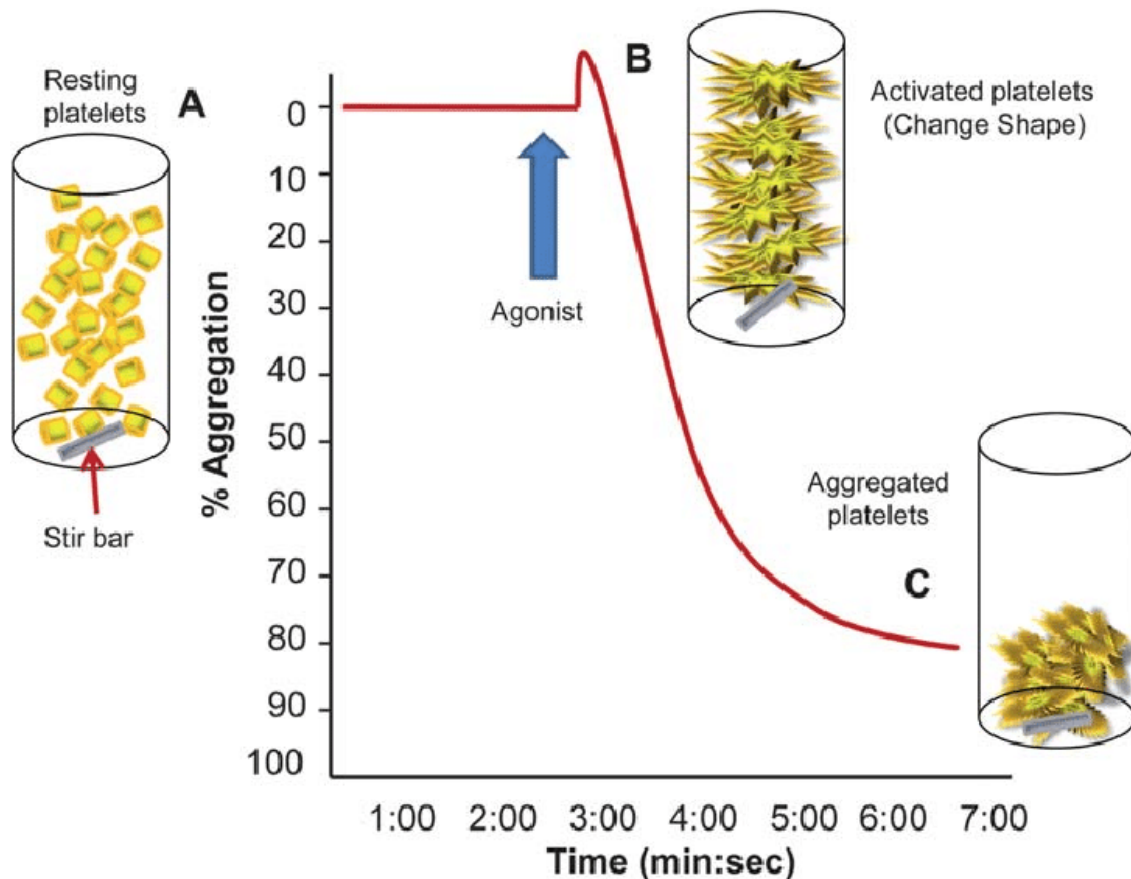 Resting
platelets
A
Stir bar
% Aggregation
0
10
20
30
40
50
60
70
80
90
100
Agonist
B
Activated platelets
(Change Shape)
Aggregated
platelets
C
1:00 2:00 3:00 4:00 5:00 6:00 7:00
Time (min:sec)